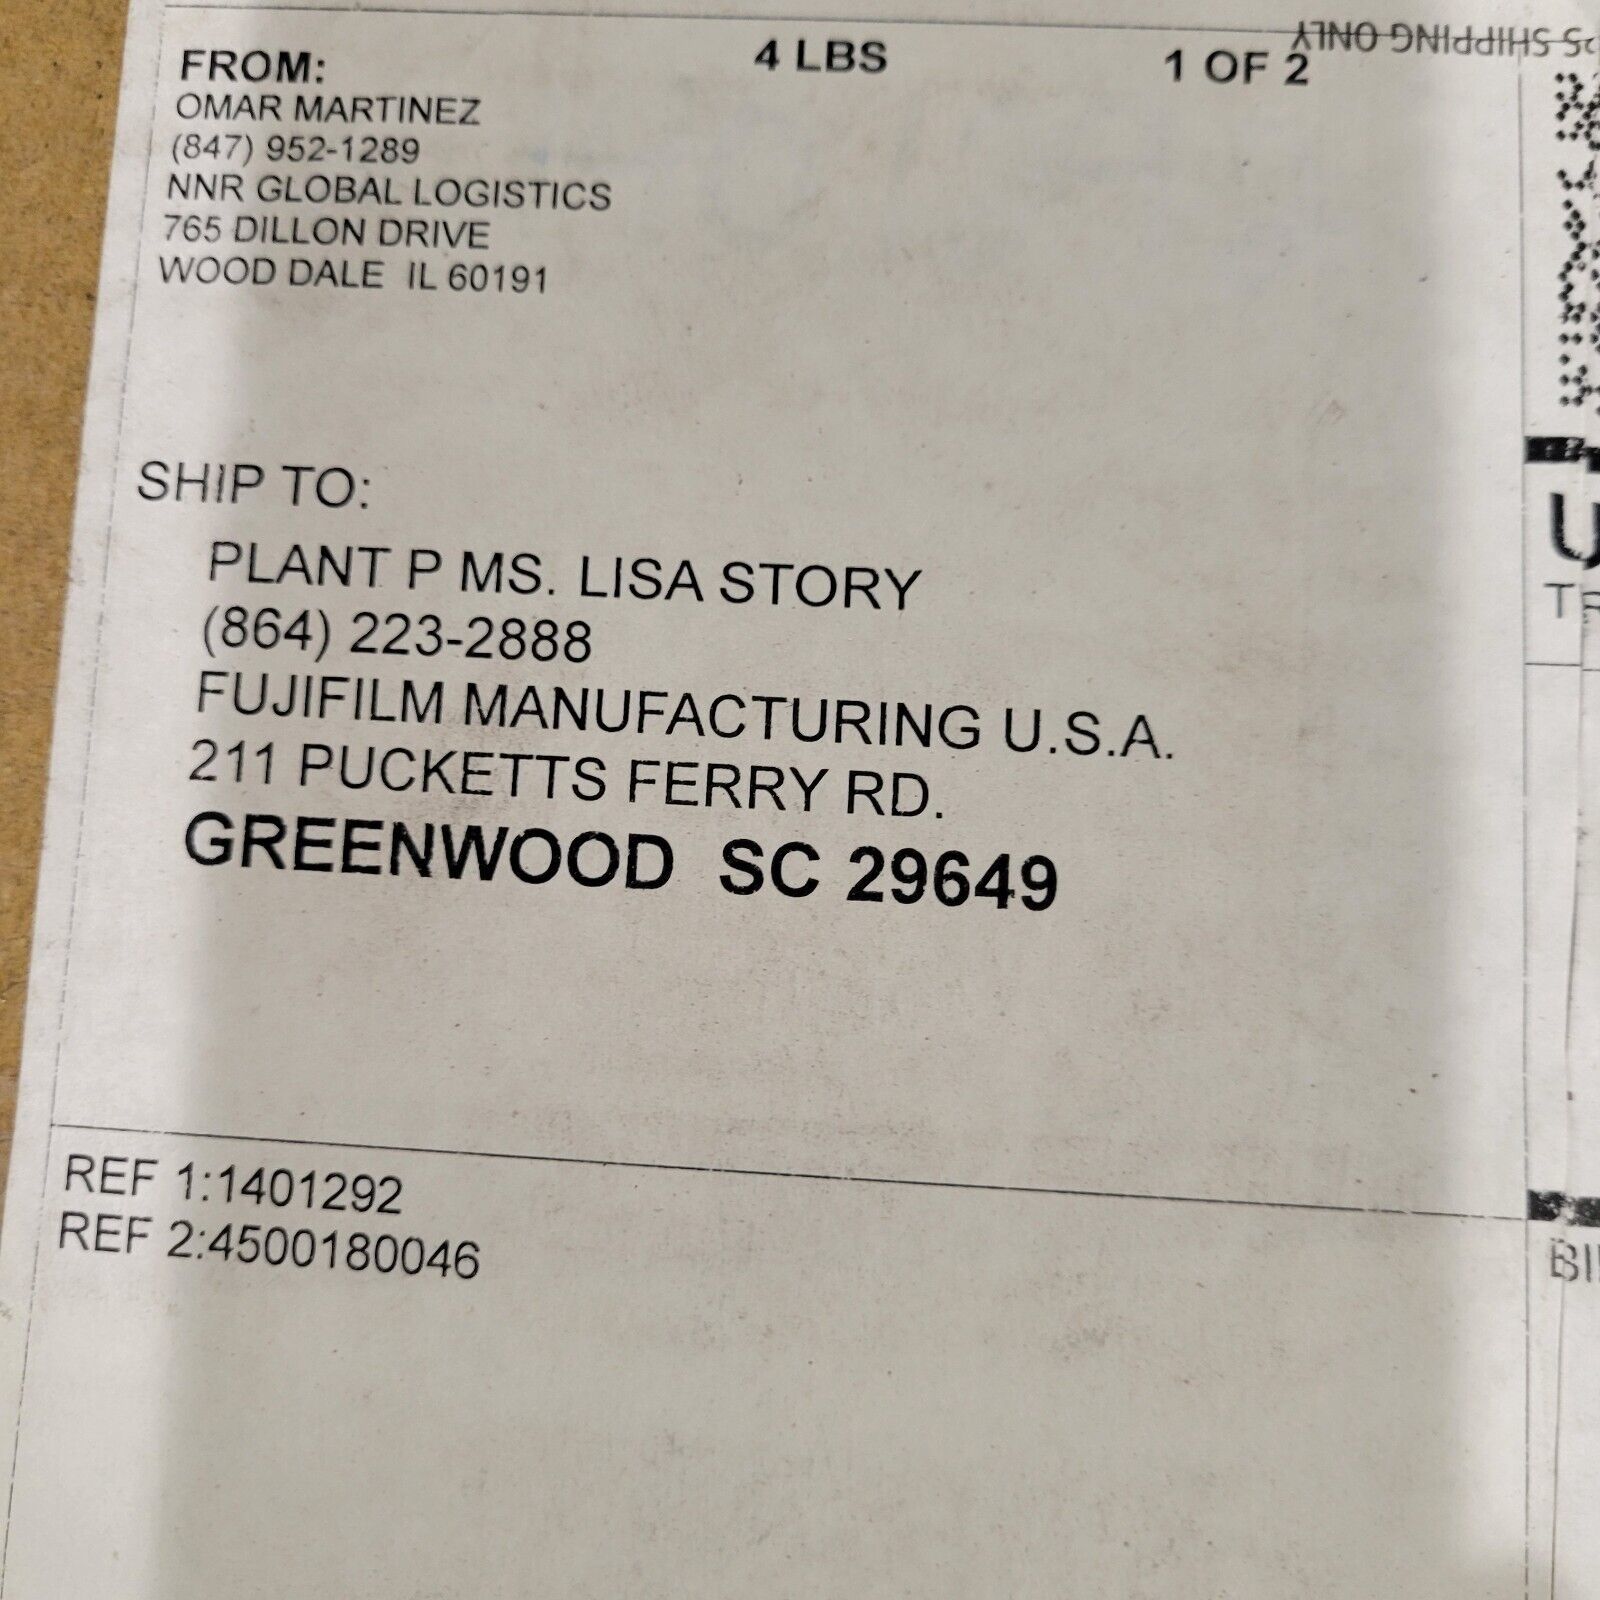 FROM:
OMAR MARTINEZ
(847) 952-1289
NNR GLOBAL LOGISTICS
765 DILLON DRIVE
WOOD DALE  IL 60191
4 LBS
1 OF 2
SHIPPING ONLY
SHIP TO:
PLANT P MS. LISA STORY
(864) 223-2888
FUJIFILM MANUFACTURING U.S.A.
211 PUCKETTS FERRY RD.
GREENWOOD  SC 29649
REF 1:1401292
REF 2:4500180046